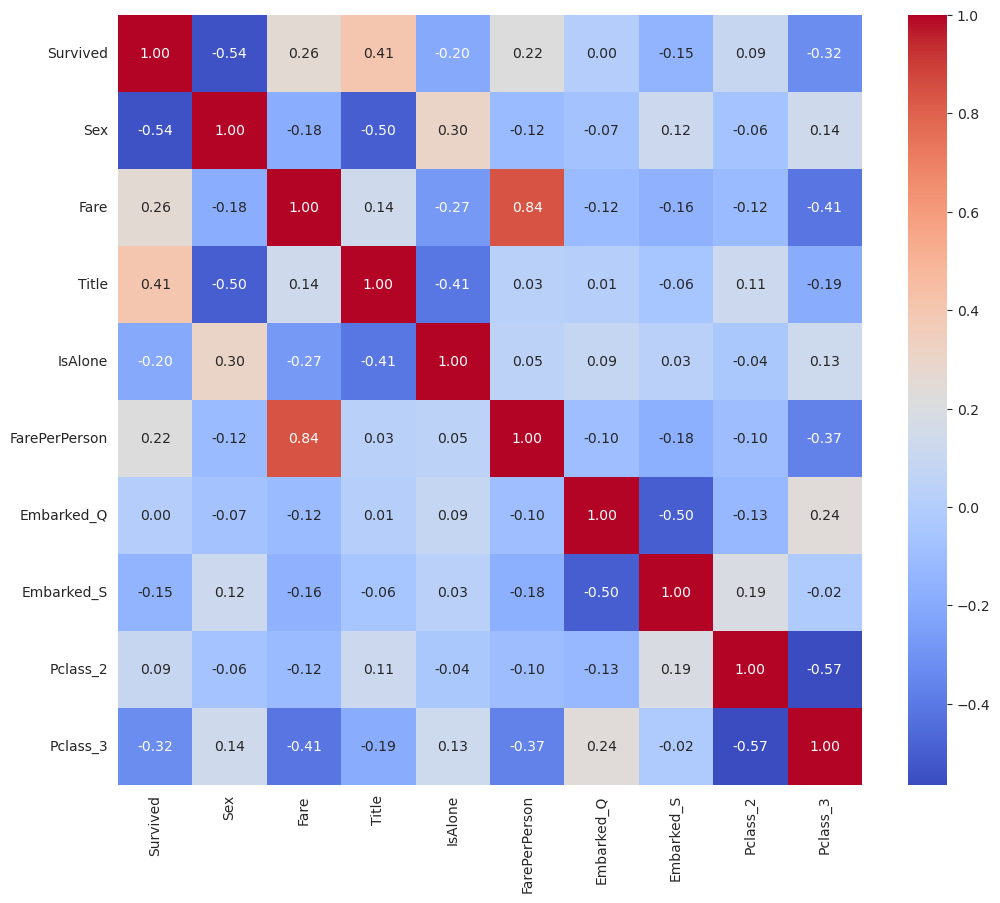 Survived 1.00 -0.54 0.26 0.41 -0.20 0.22 0.00 -0.15 0.09 -0.32
Sex -0.54 1.00 -0.18 -0.50 0.30 -0.12 -0.07 0.12 -0.06 0.14
Fare 0.26 -0.18 1.00 0.14 -0.27 0.84 -0.12 -0.16 -0.12 -0.41
Title 0.41 -0.50 0.14 1.00 -0.41 0.03 0.01 -0.06 0.11 -0.19
IsAlone -0.20 0.30 -0.27 -0.41 1.00 0.05 0.09 0.03 -0.04 0.13
FarePerPerson 0.22 -0.12 0.84 0.03 0.05 1.00 -0.10 -0.18 -0.10 -0.37
Embarked_Q 0.00 -0.07 -0.12 0.01 0.09 -0.10 1.00 -0.50 -0.13 0.24
Embarked_S -0.15 0.12 -0.16 -0.06 0.03 -0.18 -0.50 1.00 0.19 -0.02
Pclass_2 0.09 -0.06 -0.12 0.11 -0.04 -0.10 -0.13 0.19 1.00 -0.57
Pclass_3 -0.32 0.14 -0.41 -0.19 0.13 -0.37 0.24 -0.02 -0.57 1.00
Survived
Sex
Fare
Title
IsAlone
FarePerPerson
Embarked_Q
Embarked_S
Pclass_2
Pclass_3
1.0
0.8
0.6
0.4
0.2
0.0
−0.2
−0.4